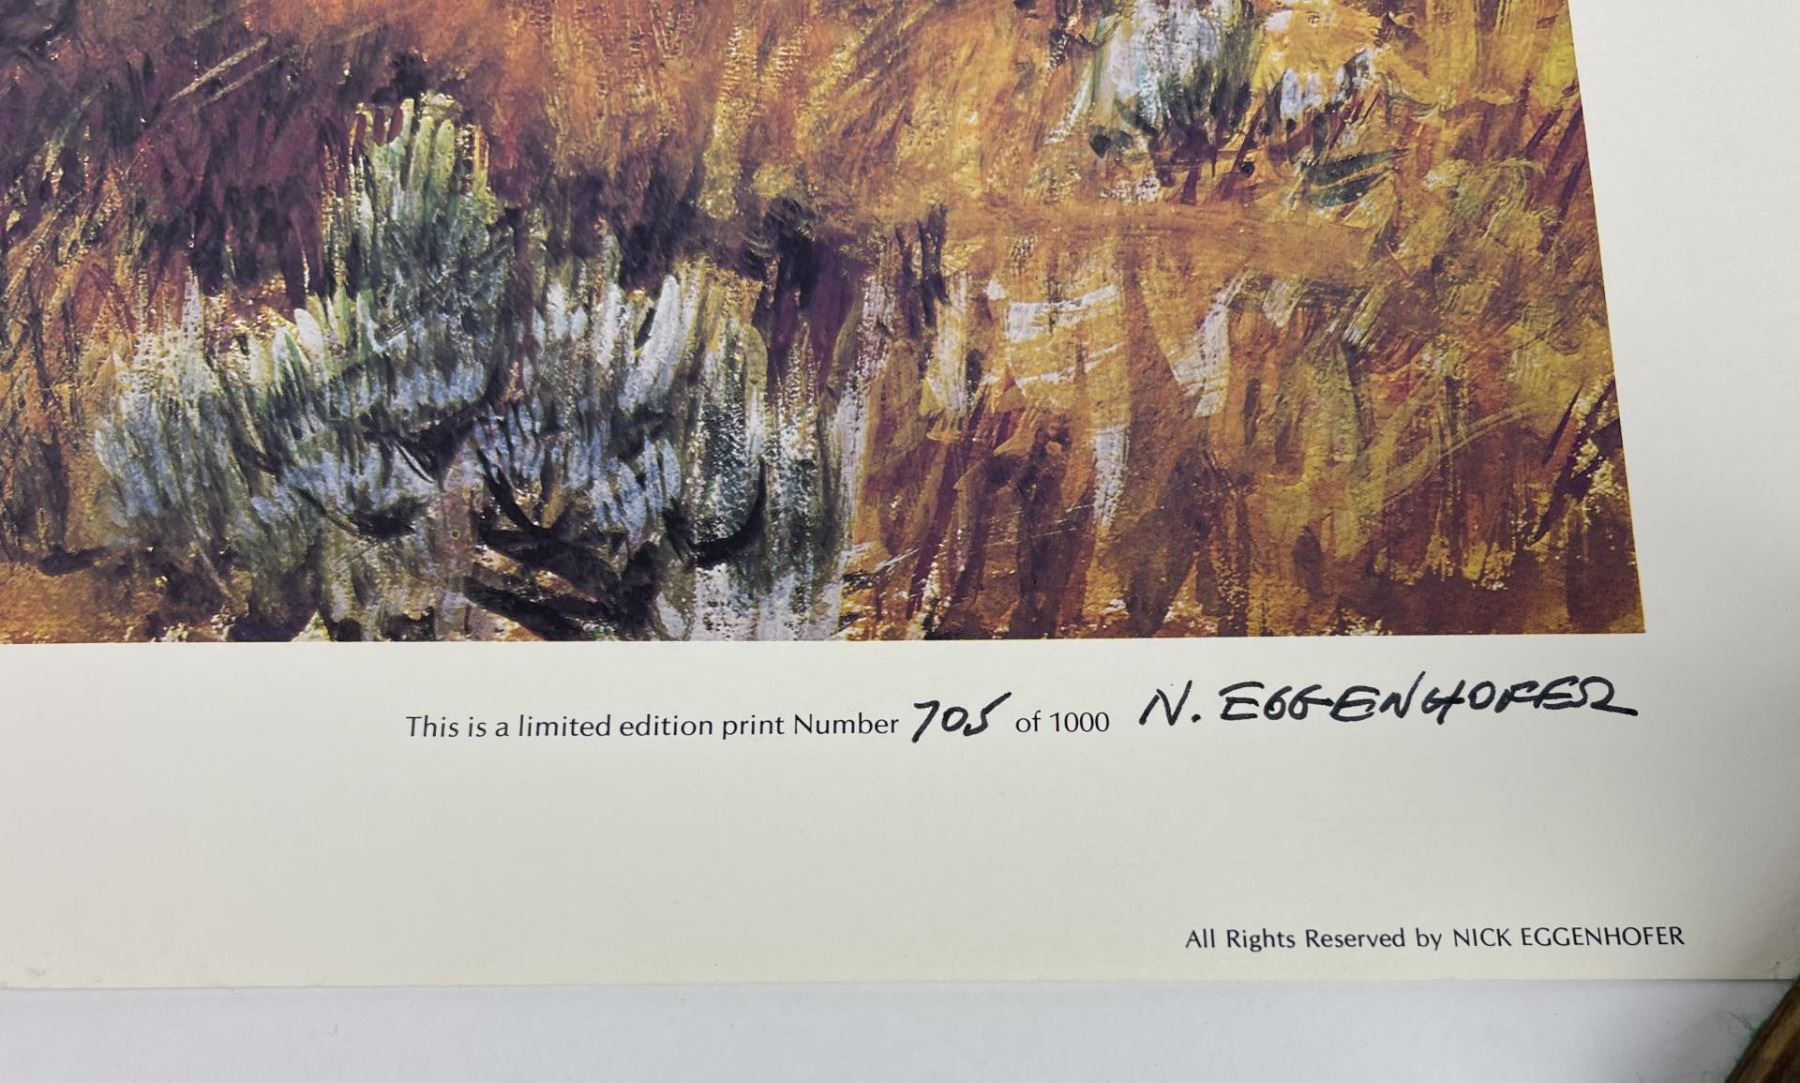 This is a limited edition print Number 705 of 1000 N. EGGENHOFER
All Rights Reserved by NICK EGGENHOFER